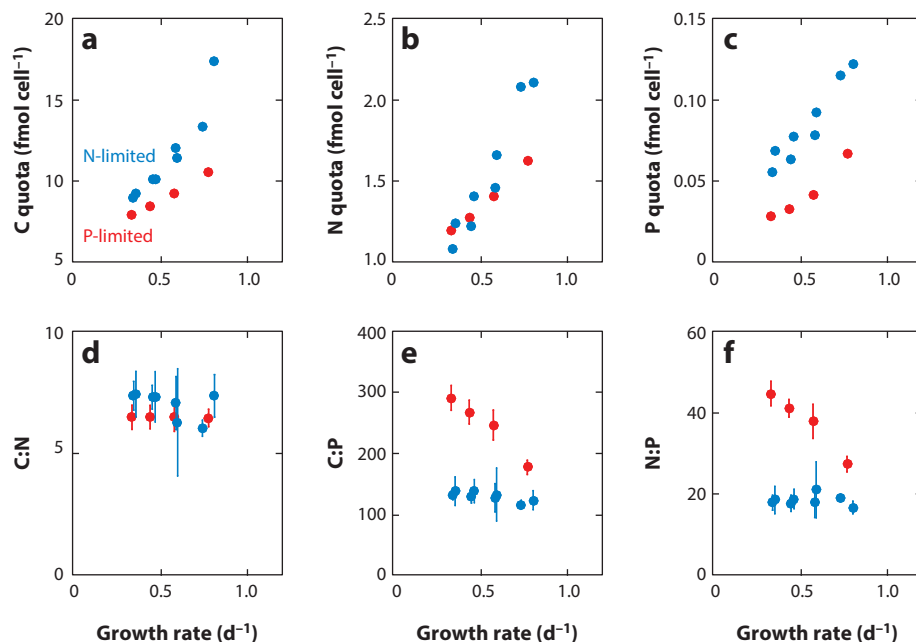 a
C quota (fmol cell⁻¹)
20
15
10
5
N-limited
P-limited
0
0.5
1.0
b
N quota (fmol cell⁻¹)
2.5
2.0
1.5
1.0
0
0.5
1.0
c
P quota (fmol cell⁻¹)
0.15
0.10
0.05
0
0
0.5
1.0
d
C:N
10
5
0
0
0.5
1.0
Growth rate (d⁻¹)
e
C:P
400
300
200
100
0
0
0.5
1.0
Growth rate (d⁻¹)
f
N:P
60
40
20
0
0
0.5
1.0
Growth rate (d⁻¹)